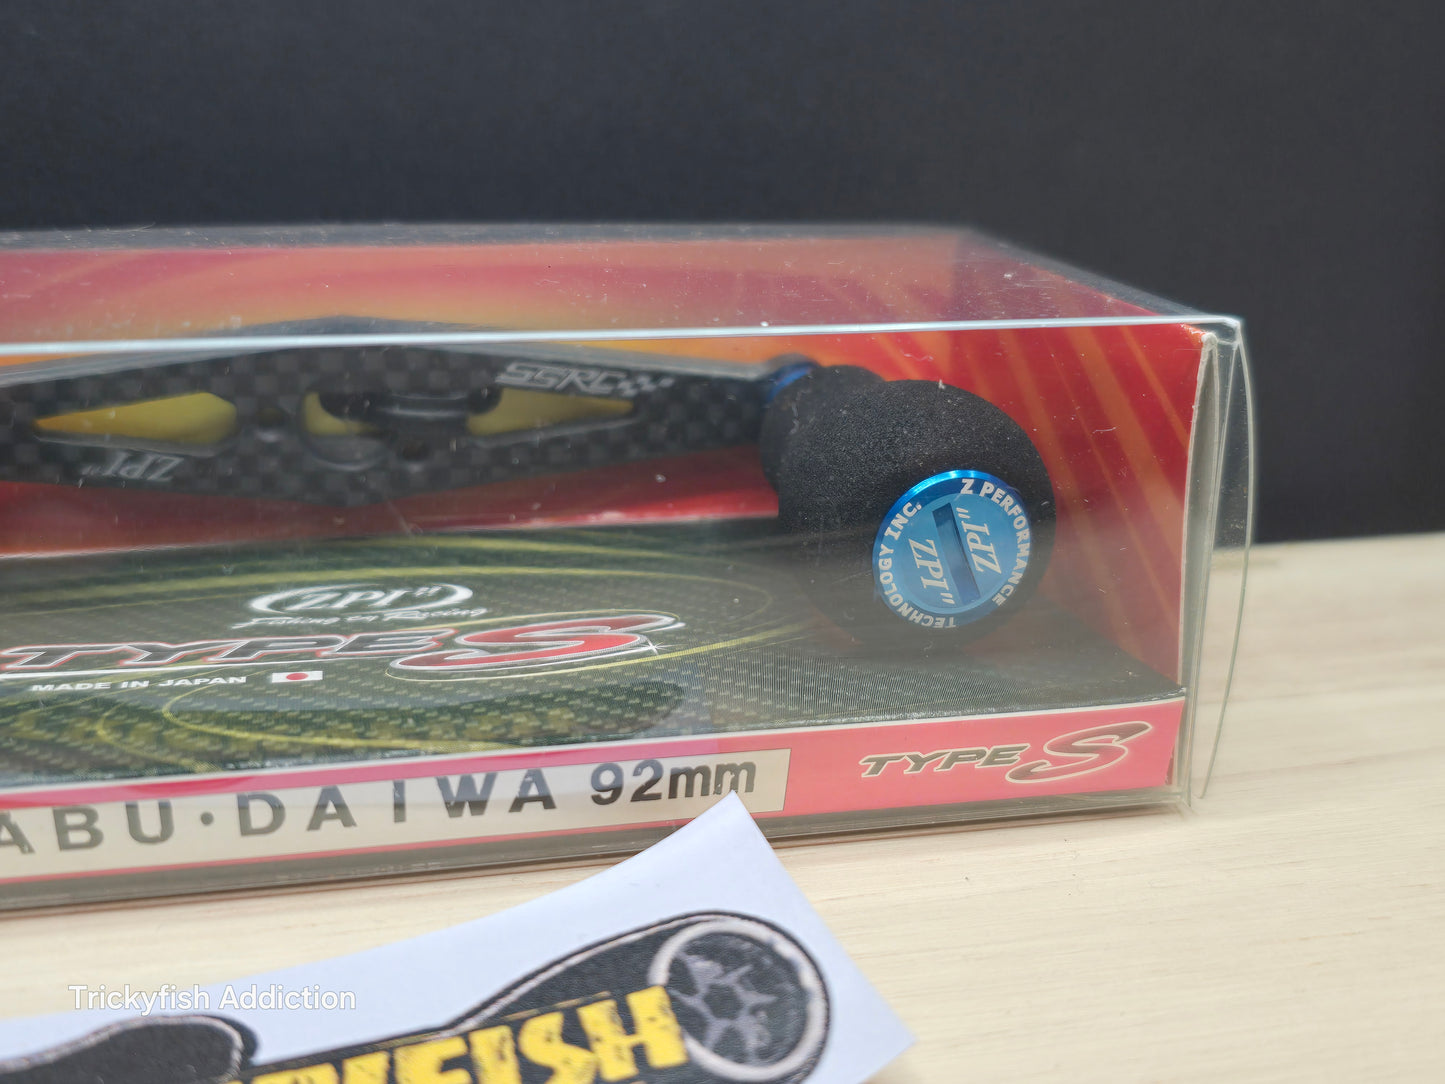 SSRC
ZPI"
Z PERFORMANCE
TECHNOLOGY INC.
ZPI"
ZPI"
ZPI"
Fishing on Racing
TYPE S
MADE IN JAPAN
TYPE S
ABU・DAIWA 92mm
Trickyfish Addiction